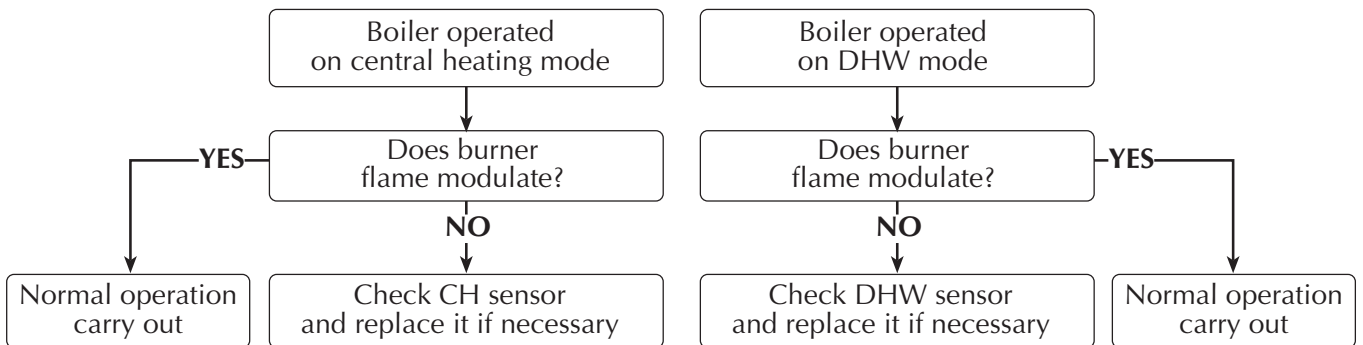 Boiler operated
on central heating mode
Boiler operated
on DHW mode
Does burner
flame modulate?
YES
NO
Does burner
flame modulate?
YES
NO
Normal operation
carry out
Check CH sensor
and replace it if necessary
Check DHW sensor
and replace it if necessary
Normal operation
carry out